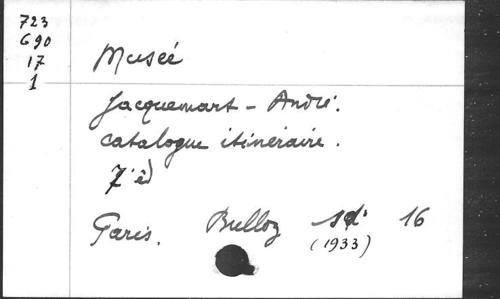 723
690
17
1
Musée
Jacquemart - André.
catalogue itinéraire.
7e éd
Paris. Bulloz sd. 16
(1933)